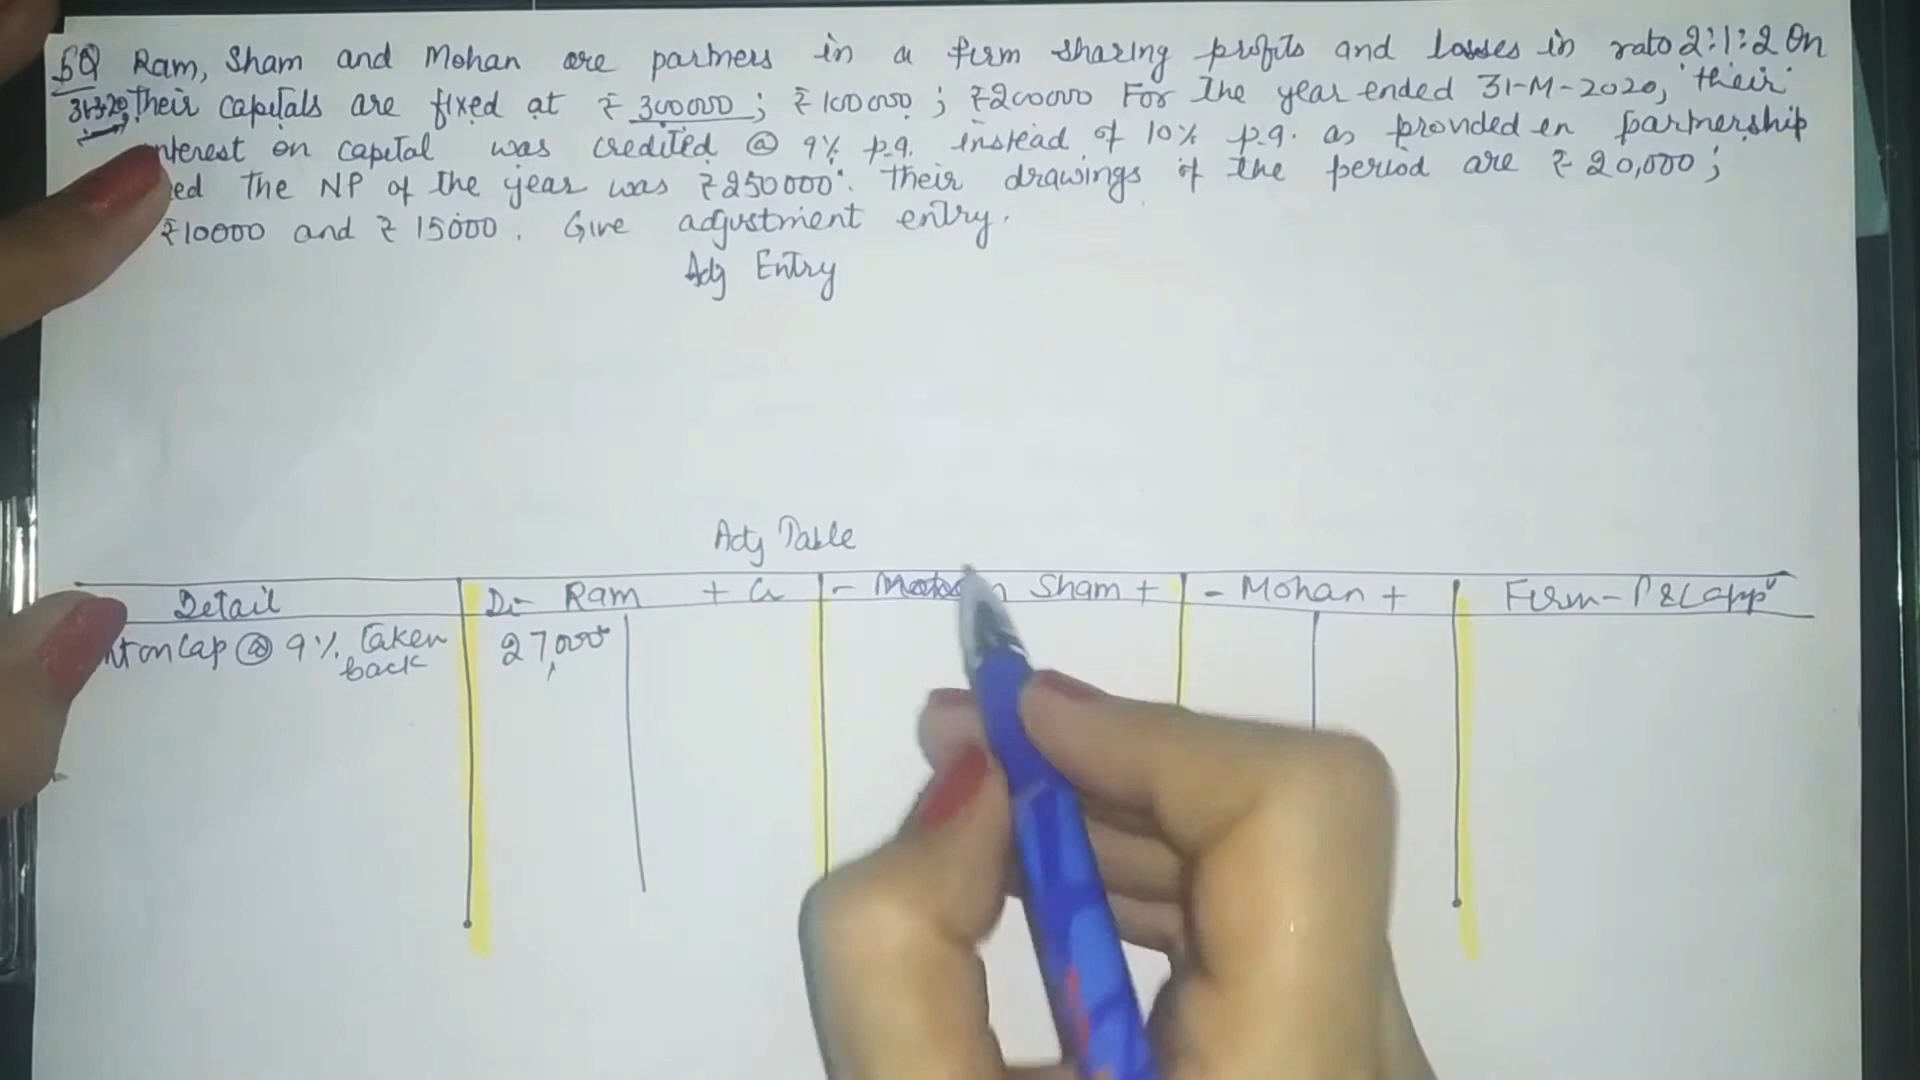 5Q Ram, Sham and Mohan are partners in a firm sharing profits and losses in rato 2:1:2 On
31-3-20, Their capitals are fixed at ₹ 300000; ₹100000; ₹200000 For the year ended 31-M-2020, their
nterest on capital was credited @ 9% p.a. instead of 10% p.a. as provided in partnership
ed The NP of the year was ₹250000. Their drawings of the period are ₹ 20,000;
₹10000 and ₹ 15000. Give adjustment entry.
Adj Entry
Adj Table
Detail Dr- Ram + Cr - Sham + - Mohan + Firm- P&L app
nt on Cap @ 9% taken back 27,000